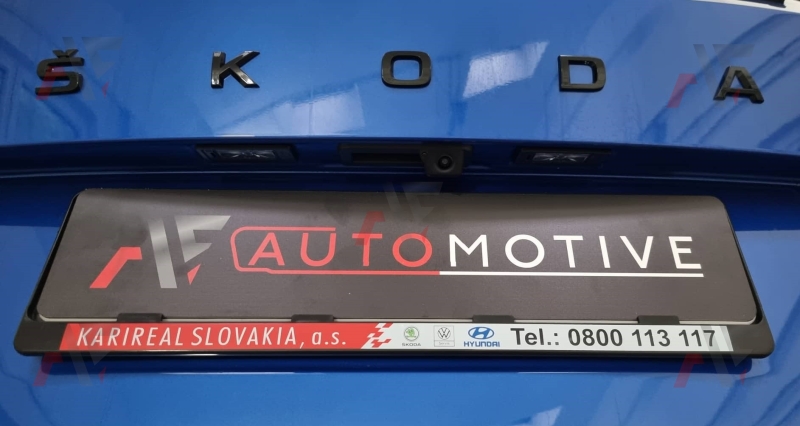 ŠKODA
AUTOMOTIVE
KARIREAL SLOVAKIA, a.s. ŠKODA HYUNDAI Tel.: 0800 113 117